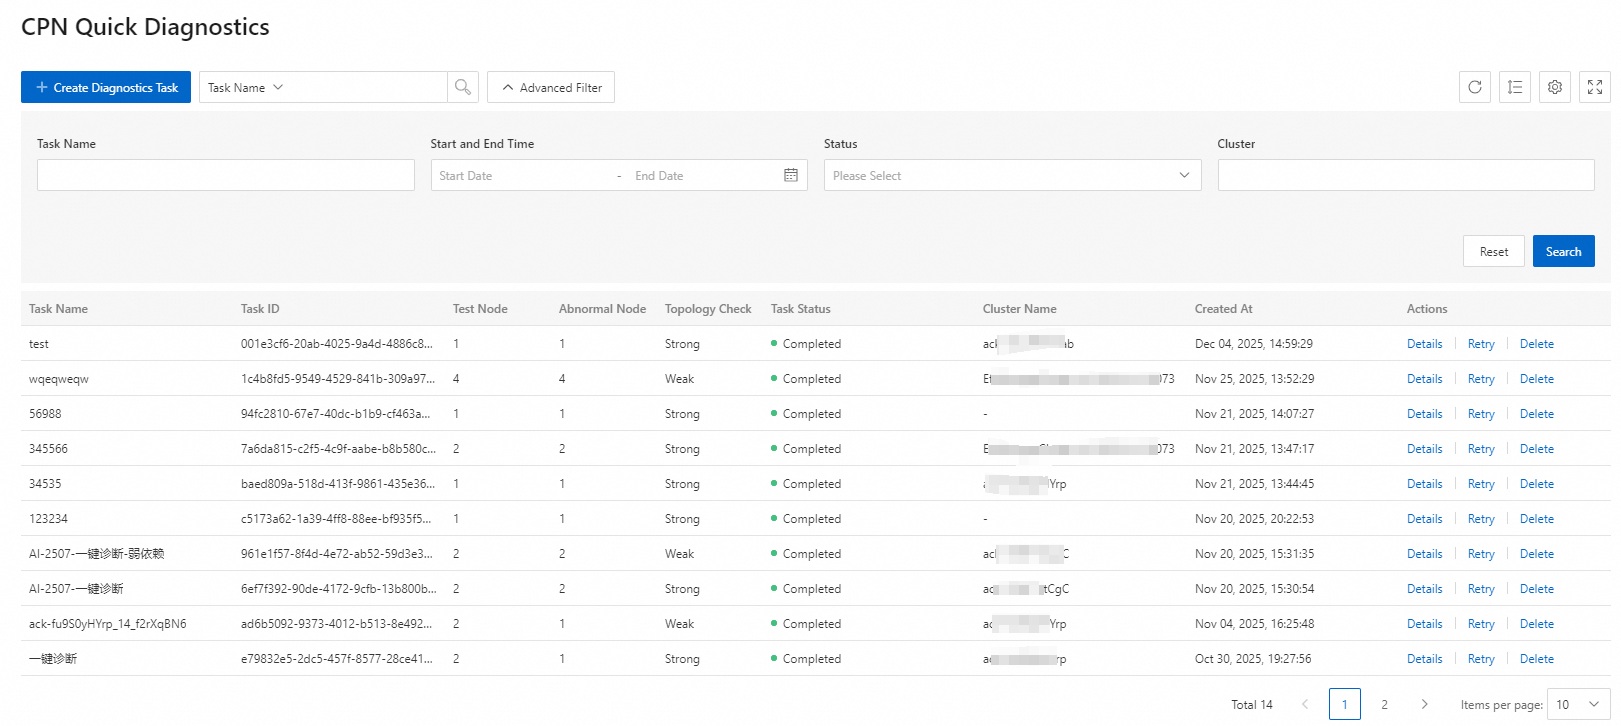 CPN Quick Diagnostics
Create Diagnostics Task Task Name Advanced Filter
Task Name Start and End Time Status Cluster
Start Date - End Date Please Select
Reset Search
Task Name Task ID Test Node Abnormal Node Topology Check Task Status Cluster Name Created At Actions
test 001e3cf6-20ab-4025-9a4d-4886c8... 1 1 Strong Completed Dec 04, 2025, 14:59:29 Details Retry Delete
wqeqweqw 1c4b8fd5-9549-4529-841b-309a97... 4 4 Weak Completed Nov 25, 2025, 13:52:29 Details Retry Delete
56988 94fc2810-67e7-40dc-b1b9-cf463a... 1 1 Strong Completed - Nov 21, 2025, 14:07:27 Details Retry Delete
345566 7a6da815-c2f5-4c9f-aabe-b8b580c... 2 2 Strong Completed Nov 21, 2025, 13:47:17 Details Retry Delete
34535 baed809a-518d-413f-9861-435e36... 1 1 Strong Completed Nov 21, 2025, 13:44:45 Details Retry Delete
123234 c5173a62-1a39-4ff8-88ee-bf935f5... 1 1 Strong Completed - Nov 20, 2025, 20:22:53 Details Retry Delete
AI-2507-一键诊断-弱依赖 961e1f57-8f4d-4e72-ab52-59d3e3... 2 2 Weak Completed Nov 20, 2025, 15:31:35 Details Retry Delete
AI-2507-一键诊断 6ef7f392-90de-4172-9cfb-13b800b... 2 2 Strong Completed Nov 20, 2025, 15:30:54 Details Retry Delete
ack-fu9S0yHYrp_14_f2rXqBN6 ad6b5092-9373-4012-b513-8e492... 2 1 Weak Completed Nov 04, 2025, 16:25:48 Details Retry Delete
一键诊断 e79832e5-2dc5-457f-8577-28ce41... 2 1 Strong Completed Oct 30, 2025, 19:27:56 Details Retry Delete
Total 14 1 2 Items per page: 10